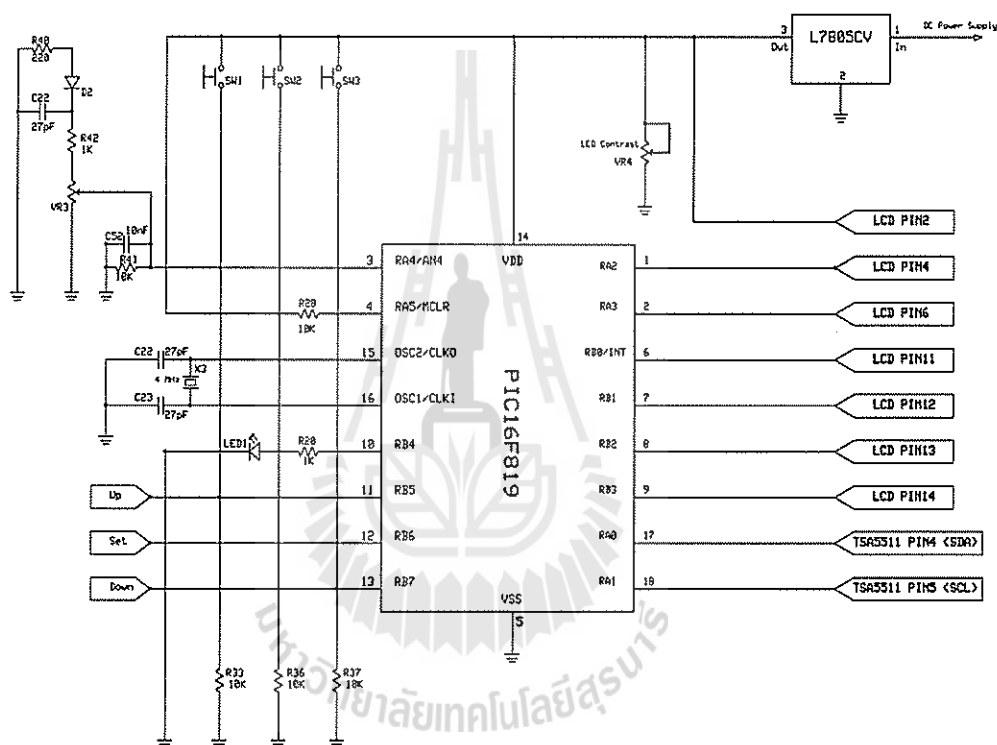 3
Out
L7805CV
1
In
DC Power Supply
2
R40
220
D2
C22
27pF
R42
1K
VR3
C52
10nF
R41
10K
SW1
SW2
SW3
LCD Contrast
VR4
14
VDD
3
RA4/AN4
4
RA5/MCLR
R29
10K
15
OSC2/CLKO
16
OSC1/CLKI
C22
27pF
4 MHz
X3
C23
27pF
LED1
R28
1K
10
RB4
11
RB5
12
RB6
13
RB7
Up
Set
Down
PIC16F819
VSS
5
RA2
1
RA3
2
RB0/INT
6
RB1
7
RB2
8
RB3
9
RA0
17
RA1
18
LCD PIN2
LCD PIN4
LCD PIN6
LCD PIN11
LCD PIN12
LCD PIN13
LCD PIN14
TSA5511 PIN4 (SDA)
TSA5511 PIN5 (SCL)
R33
10K
R36
10K
R37
10K
มหาวิทยาลัยเทคโนโลยีสุรนารี